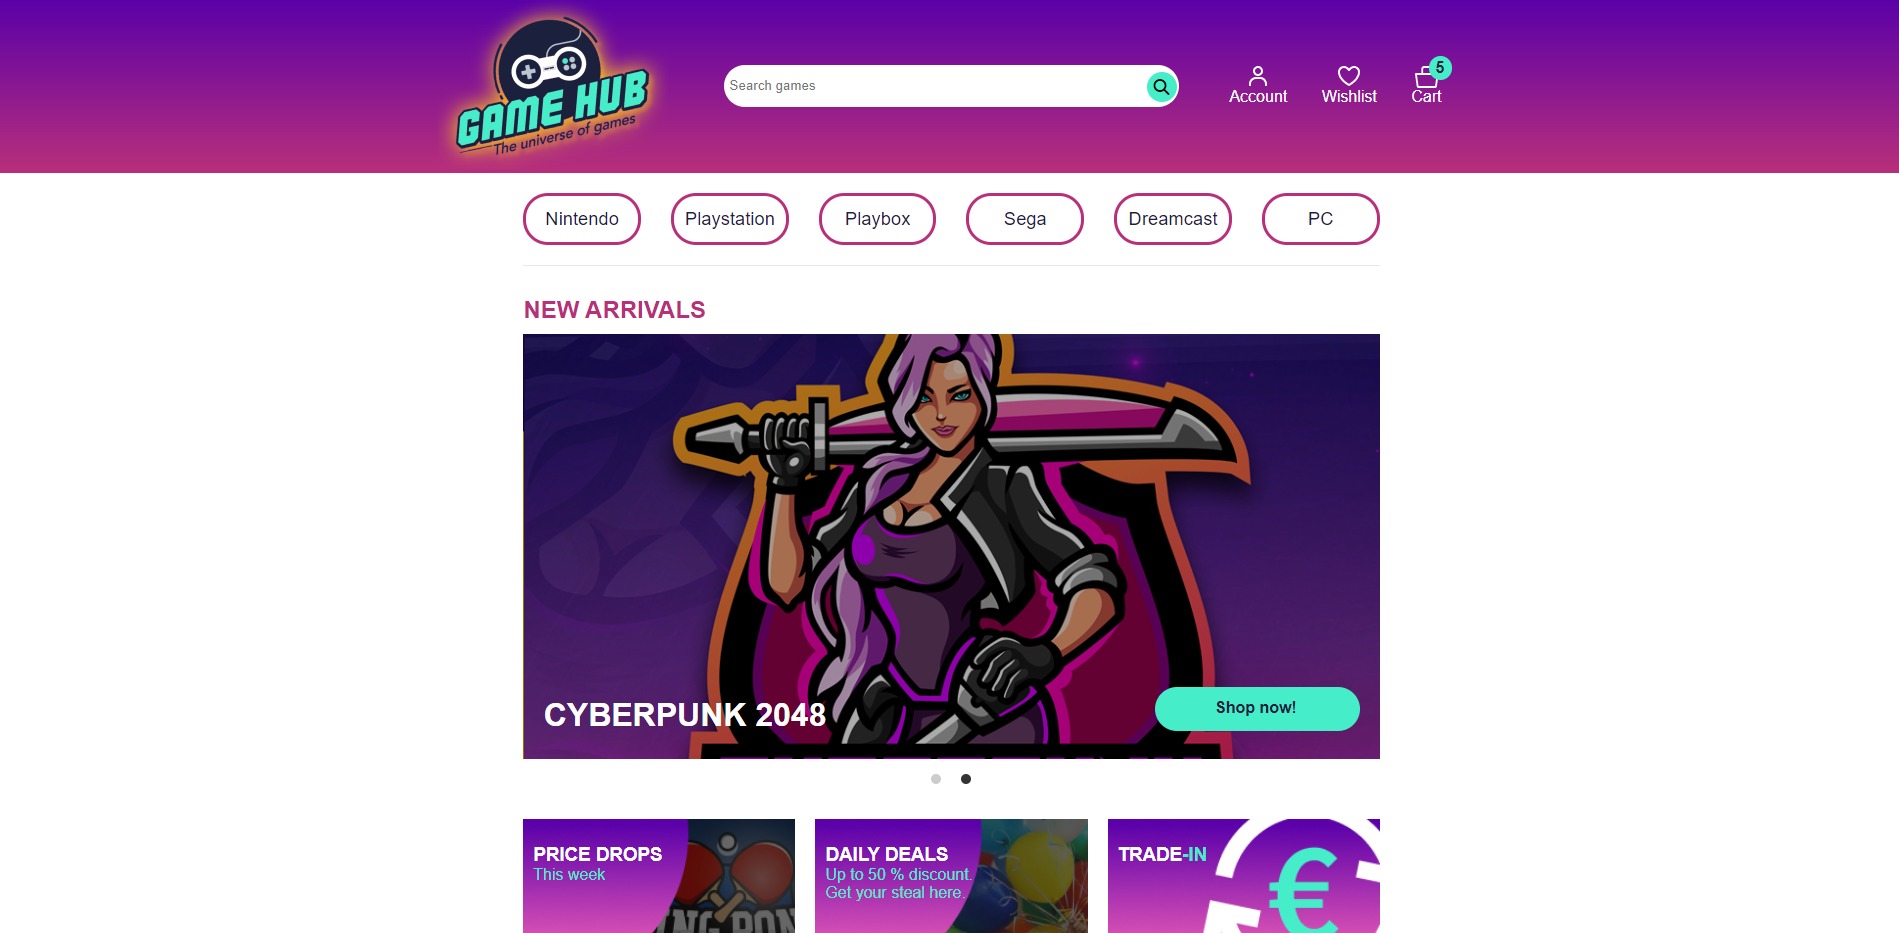 GAME HUB
The universe of games
Search games
5
Account
Wishlist
Cart
Nintendo
Playstation
Playbox
Sega
Dreamcast
PC
NEW ARRIVALS
CYBERPUNK 2048
Shop now!
PRICE DROPS
This week
DAILY DEALS
Up to 50 % discount.
Get your steal here.
TRADE-IN
€